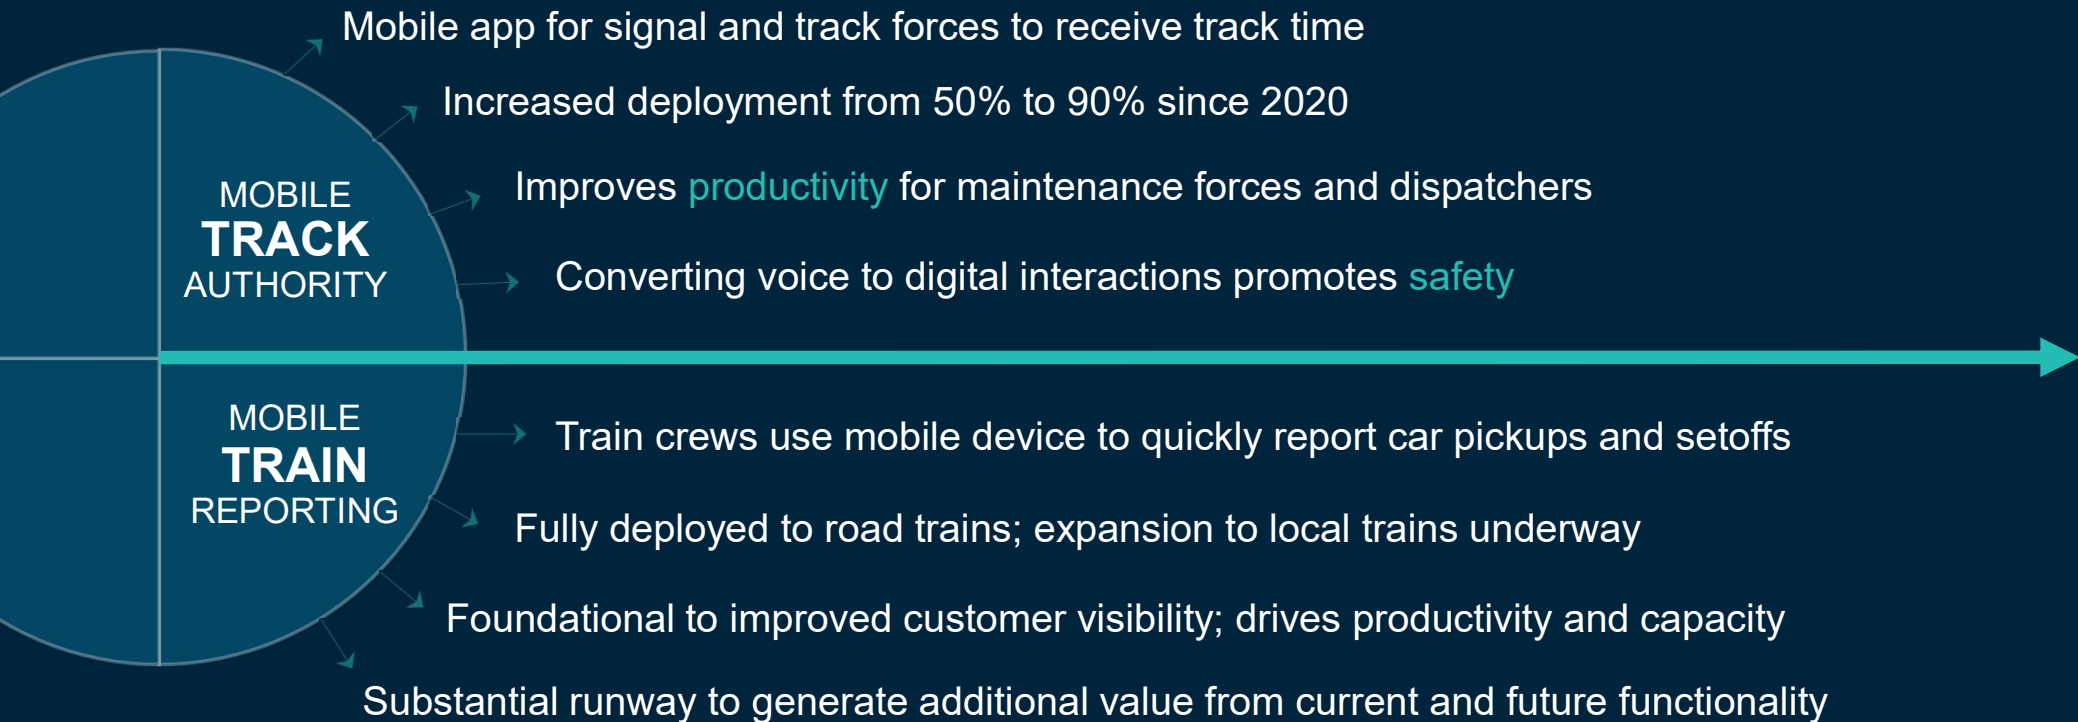 Mobile app for signal and track forces to receive track time
Increased deployment from 50% to 90% since 2020
MOBILE
TRACK
AUTHORITY
Improves productivity for maintenance forces and dispatchers
Converting voice to digital interactions promotes safety
MOBILE
TRAIN
REPORTING
Train crews use mobile device to quickly report car pickups and setoffs
Fully deployed to road trains; expansion to local trains underway
Foundational to improved customer visibility; drives productivity and capacity
Substantial runway to generate additional value from current and future functionality